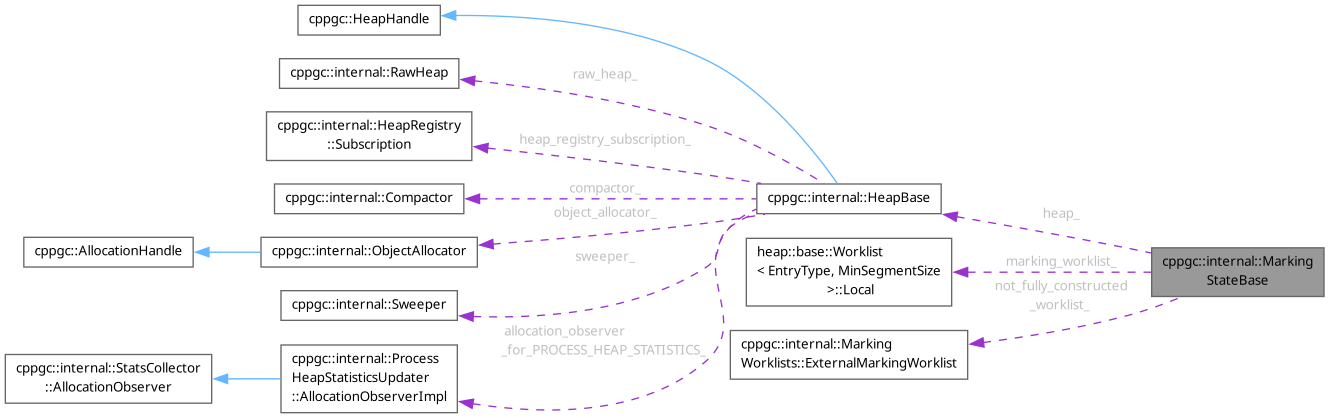 cppgc::HeapHandle
cppgc::internal::RawHeap
raw_heap_
cppgc::internal::HeapRegistry
::Subscription
heap_registry_subscription_
cppgc::internal::Compactor
compactor_
cppgc::internal::HeapBase
object_allocator_
heap_
cppgc::AllocationHandle
cppgc::internal::ObjectAllocator
sweeper_
heap::base::Worklist
< EntryType, MinSegmentSize
>::Local
marking_worklist_
cppgc::internal::Marking
StateBase
not_fully_constructed
_worklist_
cppgc::internal::Sweeper
allocation_observer
_for_PROCESS_HEAP_STATISTICS_
cppgc::internal::Marking
Worklists::ExternalMarkingWorklist
cppgc::internal::StatsCollector
::AllocationObserver
cppgc::internal::Process
HeapStatisticsUpdater
::AllocationObserverImpl